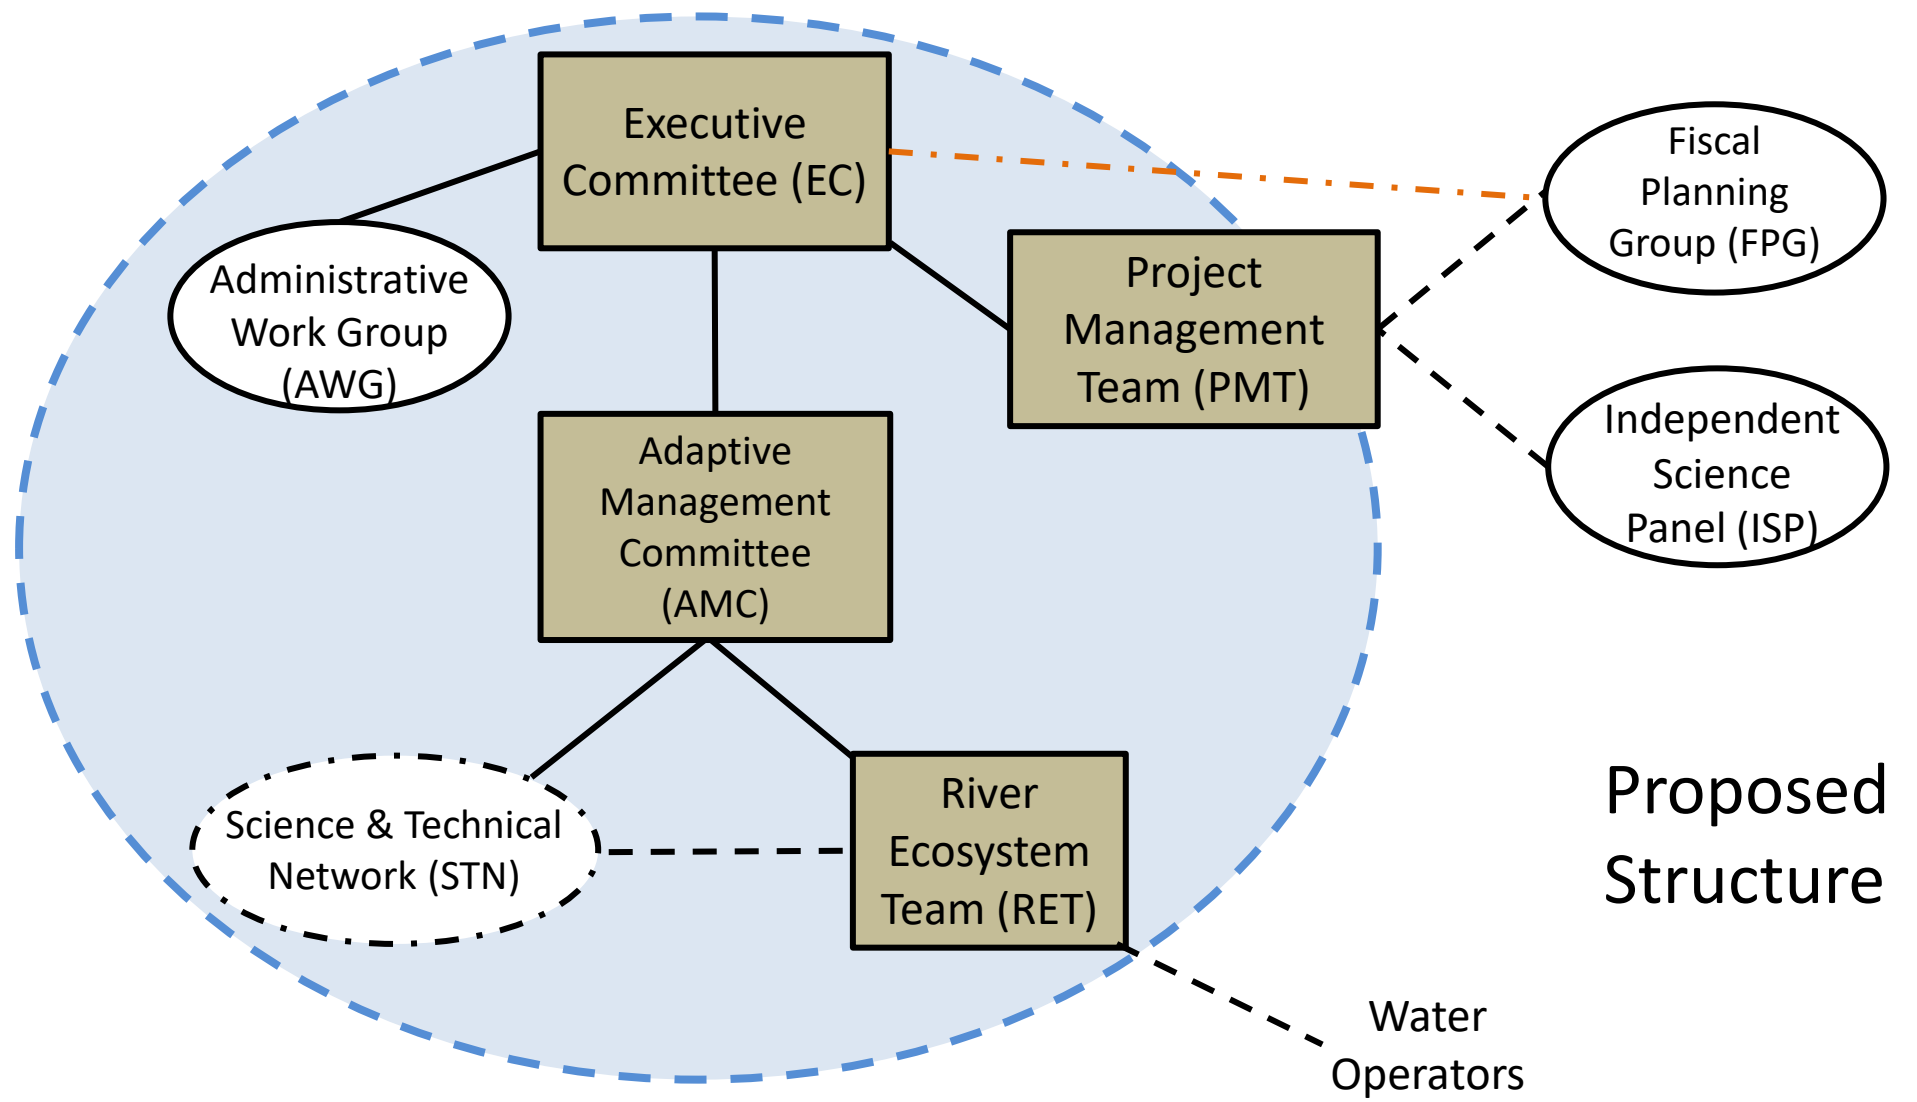 Executive
Committee (EC)
Fiscal
Planning
Group (FPG)
Administrative
Work Group
(AWG)
Project
Management
Team (PMT)
Independent
Science
Panel (ISP)
Adaptive
Management
Committee
(AMC)
Science & Technical
Network (STN)
River
Ecosystem
Team (RET)
Proposed
Structure
Water
Operators